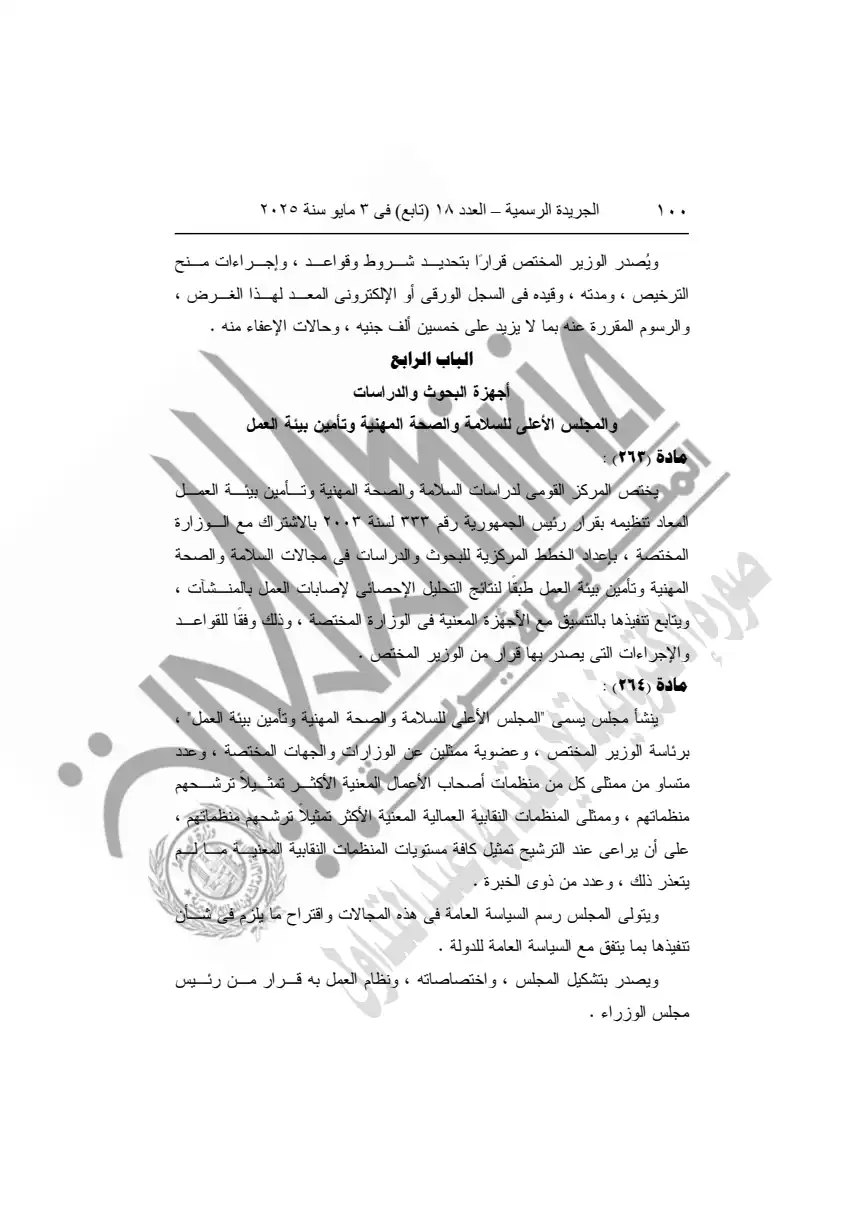 ١٠٠ الجريدة الرسمية – العدد ١٨ (تابع) فى ٣ مايو سنة ٢٠٢٥
ويُصدر الوزير المختص قرارًا بتحديد شروط وقواعد ، وإجراءات منح
الترخيص ، ومدته ، وقيده فى السجل الورقى أو الإلكترونى المعد لهذا الغرض ،
والرسوم المقررة عنه بما لا يزيد على خمسين ألف جنيه ، وحالات الإعفاء منه .
الباب الرابع
أجهزة البحوث والدراسات
والمجلس الأعلى للسلامة والصحة المهنية وتأمين بيئة العمل
مادة (٢٦٣) :
يختص المركز القومى لدراسات السلامة والصحة المهنية وتأمين بيئة العمل
المعاد تنظيمه بقرار رئيس الجمهورية رقم ٣٣٣ لسنة ٢٠٠٣ بالاشتراك مع الوزارة
المختصة ، بإعداد الخطط المركزية للبحوث والدراسات فى مجالات السلامة والصحة
المهنية وتأمين بيئة العمل طبقًا لنتائج التحليل الإحصائى لإصابات العمل بالمنشآت ،
ويتابع تنفيذها بالتنسيق مع الأجهزة المعنية فى الوزارة المختصة ، وذلك وفقًا للقواعد
والإجراءات التى يصدر بها قرار من الوزير المختص .
مادة (٢٦٤) :
ينشأ مجلس يسمى "المجلس الأعلى للسلامة والصحة المهنية وتأمين بيئة العمل" ،
برئاسة الوزير المختص ، وعضوية ممثلين عن الوزارات والجهات المختصة ، وعدد
متساو من ممثلى كل من منظمات أصحاب الأعمال المعنية الأكثر تمثيلاً ترشحهم
منظماتهم ، وممثلى المنظمات النقابية العمالية المعنية الأكثر تمثيلاً ترشحهم منظماتهم ،
على أن يراعى عند الترشيح تمثيل كافة مستويات المنظمات النقابية المعنية ما لم
يتعذر ذلك ، وعدد من ذوى الخبرة .
ويتولى المجلس رسم السياسة العامة فى هذه المجالات واقتراح ما يلزم فى شأن
تنفيذها بما يتفق مع السياسة العامة للدولة .
ويصدر بتشكيل المجلس ، واختصاصاته ، ونظام العمل به قرار من رئيس
مجلس الوزراء .
ALAMIRIA
المطابع الأميرية
صورة إلكترونية لا يعتد بها عند التداول